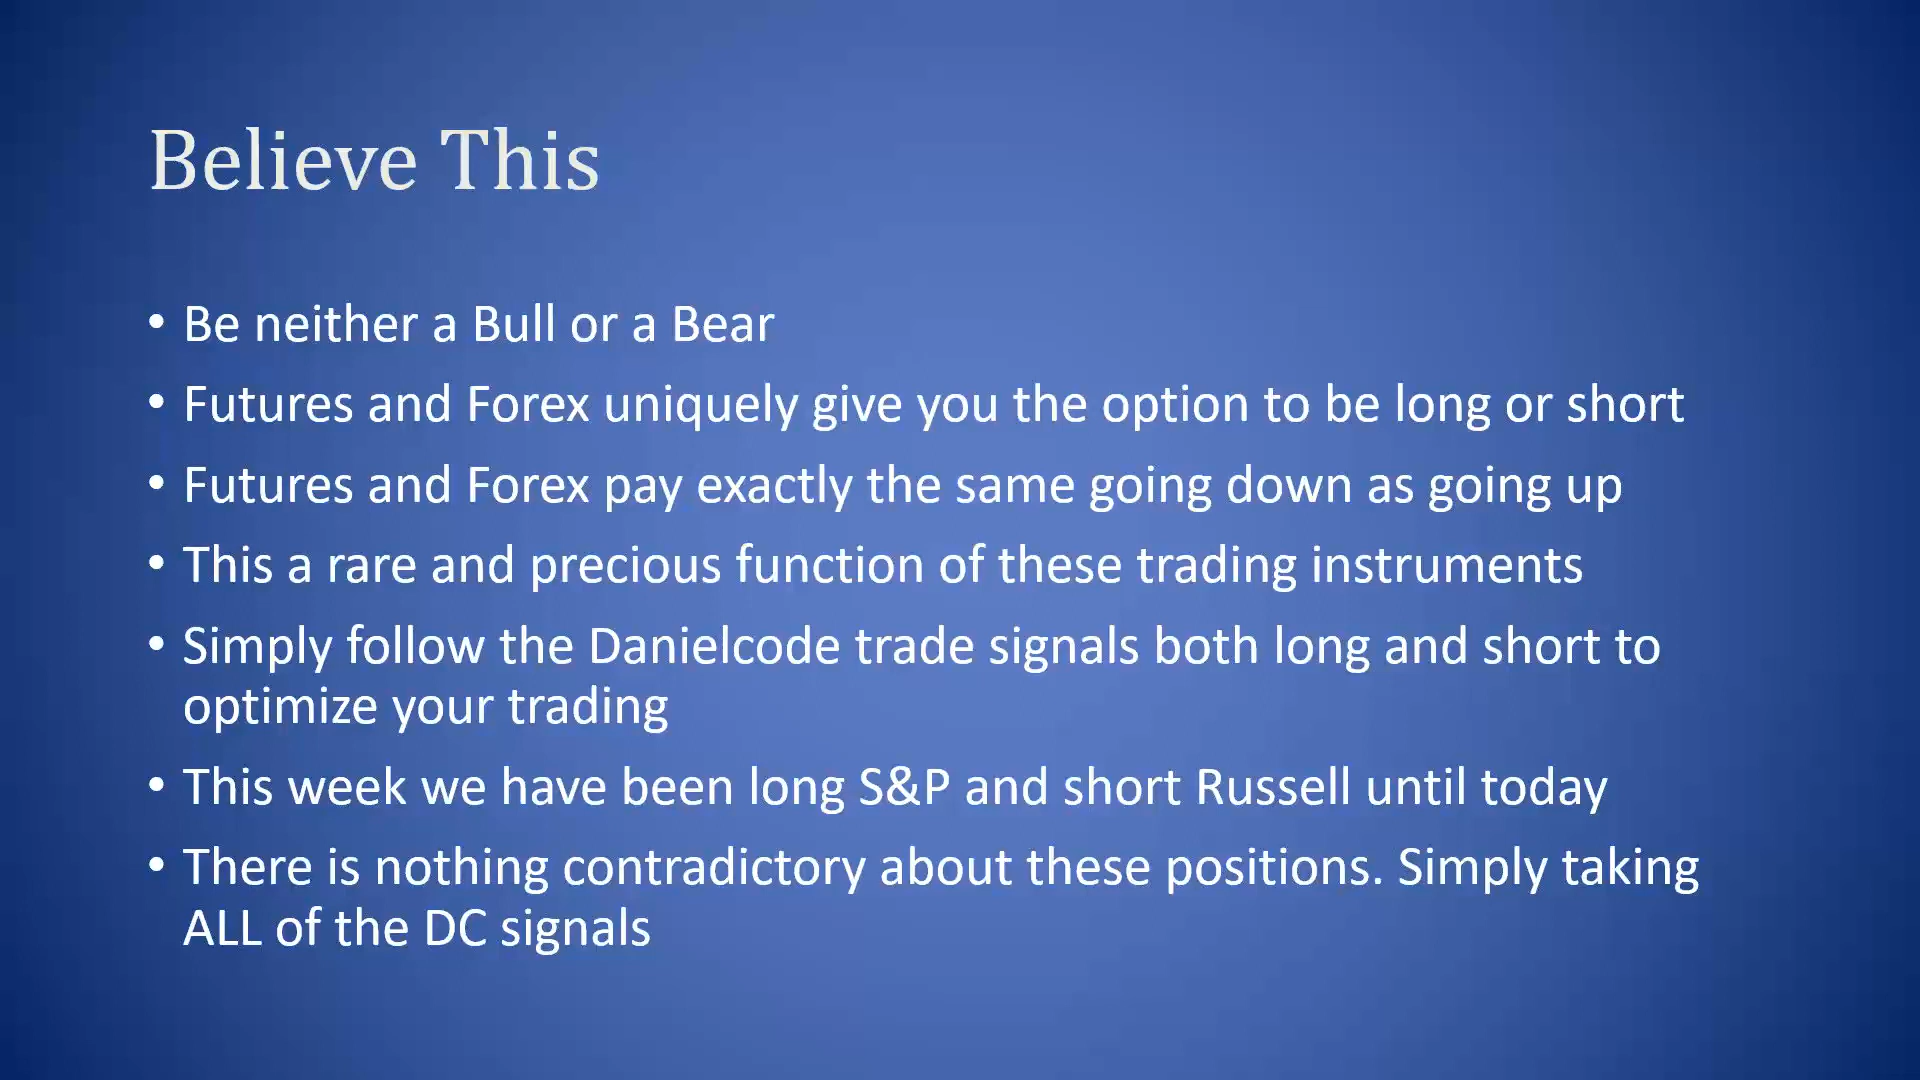 Believe This
• Be neither a Bull or a Bear
• Futures and Forex uniquely give you the option to be long or short
• Futures and Forex pay exactly the same going down as going up
• This a rare and precious function of these trading instruments
• Simply follow the Danielcode trade signals both long and short to
optimize your trading
• This week we have been long S&P and short Russell until today
• There is nothing contradictory about these positions. Simply taking
ALL of the DC signals